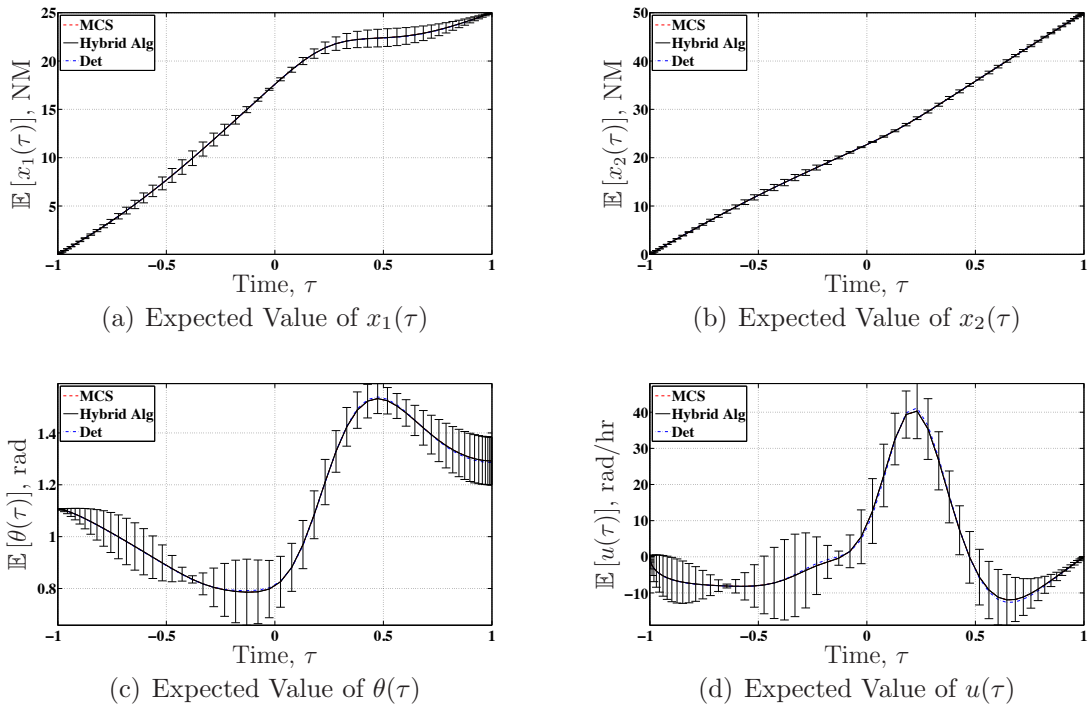 25
20
15
10
5
𝔼 [x₁(τ)], NM
MCS
Hybrid Alg
Det
−1
−0.5
0
0.5
1
Time, τ
(a) Expected Value of x₁(τ)
50
40
30
20
10
0
𝔼 [x₂(τ)], NM
MCS
Hybrid Alg
Det
−1
−0.5
0
0.5
1
Time, τ
(b) Expected Value of x₂(τ)
1.4
1.2
1
0.8
𝔼 [θ(τ)], rad
MCS
Hybrid Alg
Det
−1
−0.5
0
0.5
1
Time, τ
(c) Expected Value of θ(τ)
40
30
20
10
0
−10
𝔼 [u(τ)], rad/hr
MCS
Hybrid Alg
Det
−1
−0.5
0
0.5
1
Time, τ
(d) Expected Value of u(τ)